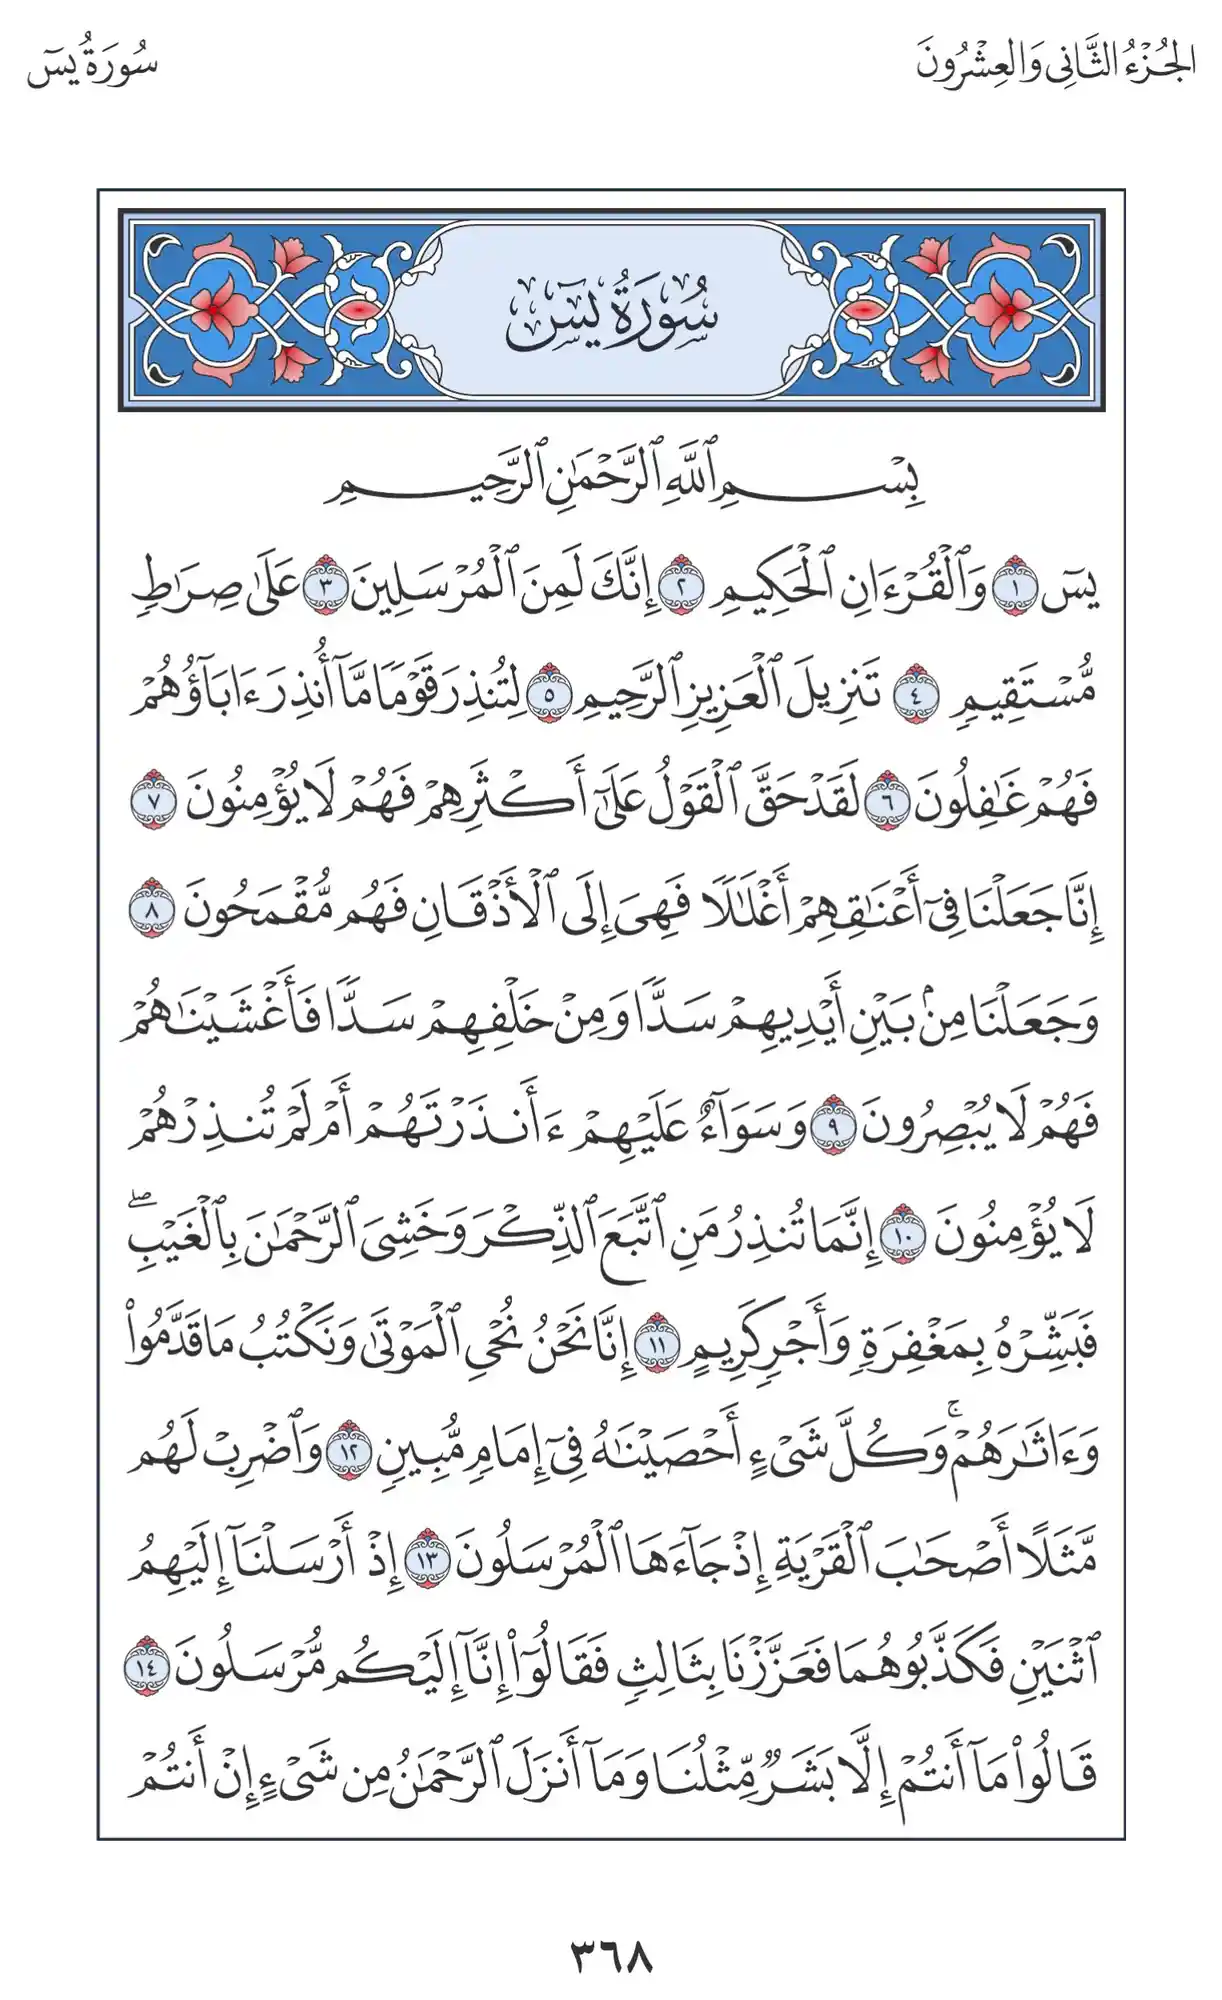 الجُزْءُ الثَّانِي وَالعِشْرُونَ
سُورَةُ يسٓ
سُورَةُ يسٓ
بِسۡمِ ٱللَّهِ ٱلرَّحۡمَٰنِ ٱلرَّحِيمِ
يسٓ ١ وَٱلۡقُرۡءَانِ ٱلۡحَكِيمِ ٢ إِنَّكَ لَمِنَ ٱلۡمُرۡسَلِينَ ٣ عَلَىٰ صِرَٰطٖ
مُّسۡتَقِيمٖ ٤ تَنزِيلَ ٱلۡعَزِيزِ ٱلرَّحِيمِ ٥ لِتُنذِرَ قَوۡمٗا مَّآ أُنذِرَ ءَابَآؤُهُمۡ
فَهُمۡ غَٰفِلُونَ ٦ لَقَدۡ حَقَّ ٱلۡقَوۡلُ عَلَىٰٓ أَكۡثَرِهِمۡ فَهُمۡ لَا يُؤۡمِنُونَ ٧
إِنَّا جَعَلۡنَا فِيٓ أَعۡنَٰقِهِمۡ أَغۡلَٰلٗا فَهِيَ إِلَى ٱلۡأَذۡقَانِ فَهُم مُّقۡمَحُونَ ٨
وَجَعَلۡنَا مِنۢ بَيۡنِ أَيۡدِيهِمۡ سَدّٗا وَمِنۡ خَلۡفِهِمۡ سَدّٗا فَأَغۡشَيۡنَٰهُمۡ
فَهُمۡ لَا يُبۡصِرُونَ ٩ وَسَوَآءٌ عَلَيۡهِمۡ ءَأَنذَرۡتَهُمۡ أَمۡ لَمۡ تُنذِرۡهُمۡ
لَا يُؤۡمِنُونَ ١٠ إِنَّمَا تُنذِرُ مَنِ ٱتَّبَعَ ٱلذِّكۡرَ وَخَشِيَ ٱلرَّحۡمَٰنَ بِٱلۡغَيۡبِۖ
فَبَشِّرۡهُ بِمَغۡفِرَةٖ وَأَجۡرٖ كَرِيمٍ ١١ إِنَّا نَحۡنُ نُحۡيِ ٱلۡمَوۡتَىٰ وَنَكۡتُبُ مَا قَدَّمُواْ
وَءَاثَٰرَهُمۡۚ وَكُلَّ شَيۡءٍ أَحۡصَيۡنَٰهُ فِيٓ إِمَامٖ مُّبِينٖ ١٢ وَٱضۡرِبۡ لَهُم
مَّثَلًا أَصۡحَٰبَ ٱلۡقَرۡيَةِ إِذۡ جَآءَهَا ٱلۡمُرۡسَلُونَ ١٣ إِذۡ أَرۡسَلۡنَآ إِلَيۡهِمُ
ٱثۡنَيۡنِ فَكَذَّبُوهُمَا فَعَزَّزۡنَا بِثَالِثٖ فَقَالُوٓاْ إِنَّآ إِلَيۡكُم مُّرۡسَلُونَ ١٤
قَالُواْ مَآ أَنتُمۡ إِلَّا بَشَرٞ مِّثۡلُنَا وَمَآ أَنزَلَ ٱلرَّحۡمَٰنُ مِن شَيۡءٍ إِنۡ أَنتُمۡ
٣٦٨